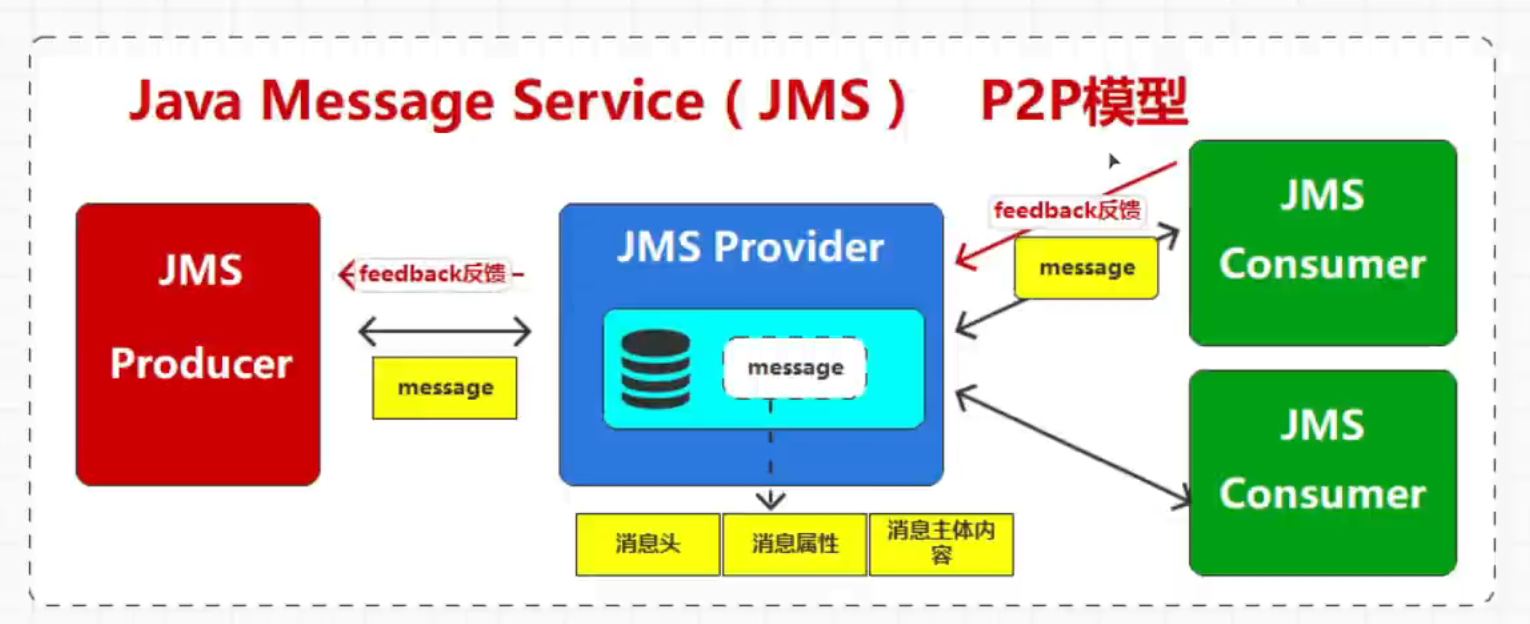 Java Message Service ( JMS ) P2P模型
JMS
Producer
feedback反馈
message
JMS Provider
message
消息头
消息属性
消息主体内
容
feedback反馈
message
JMS
Consumer
JMS
Consumer